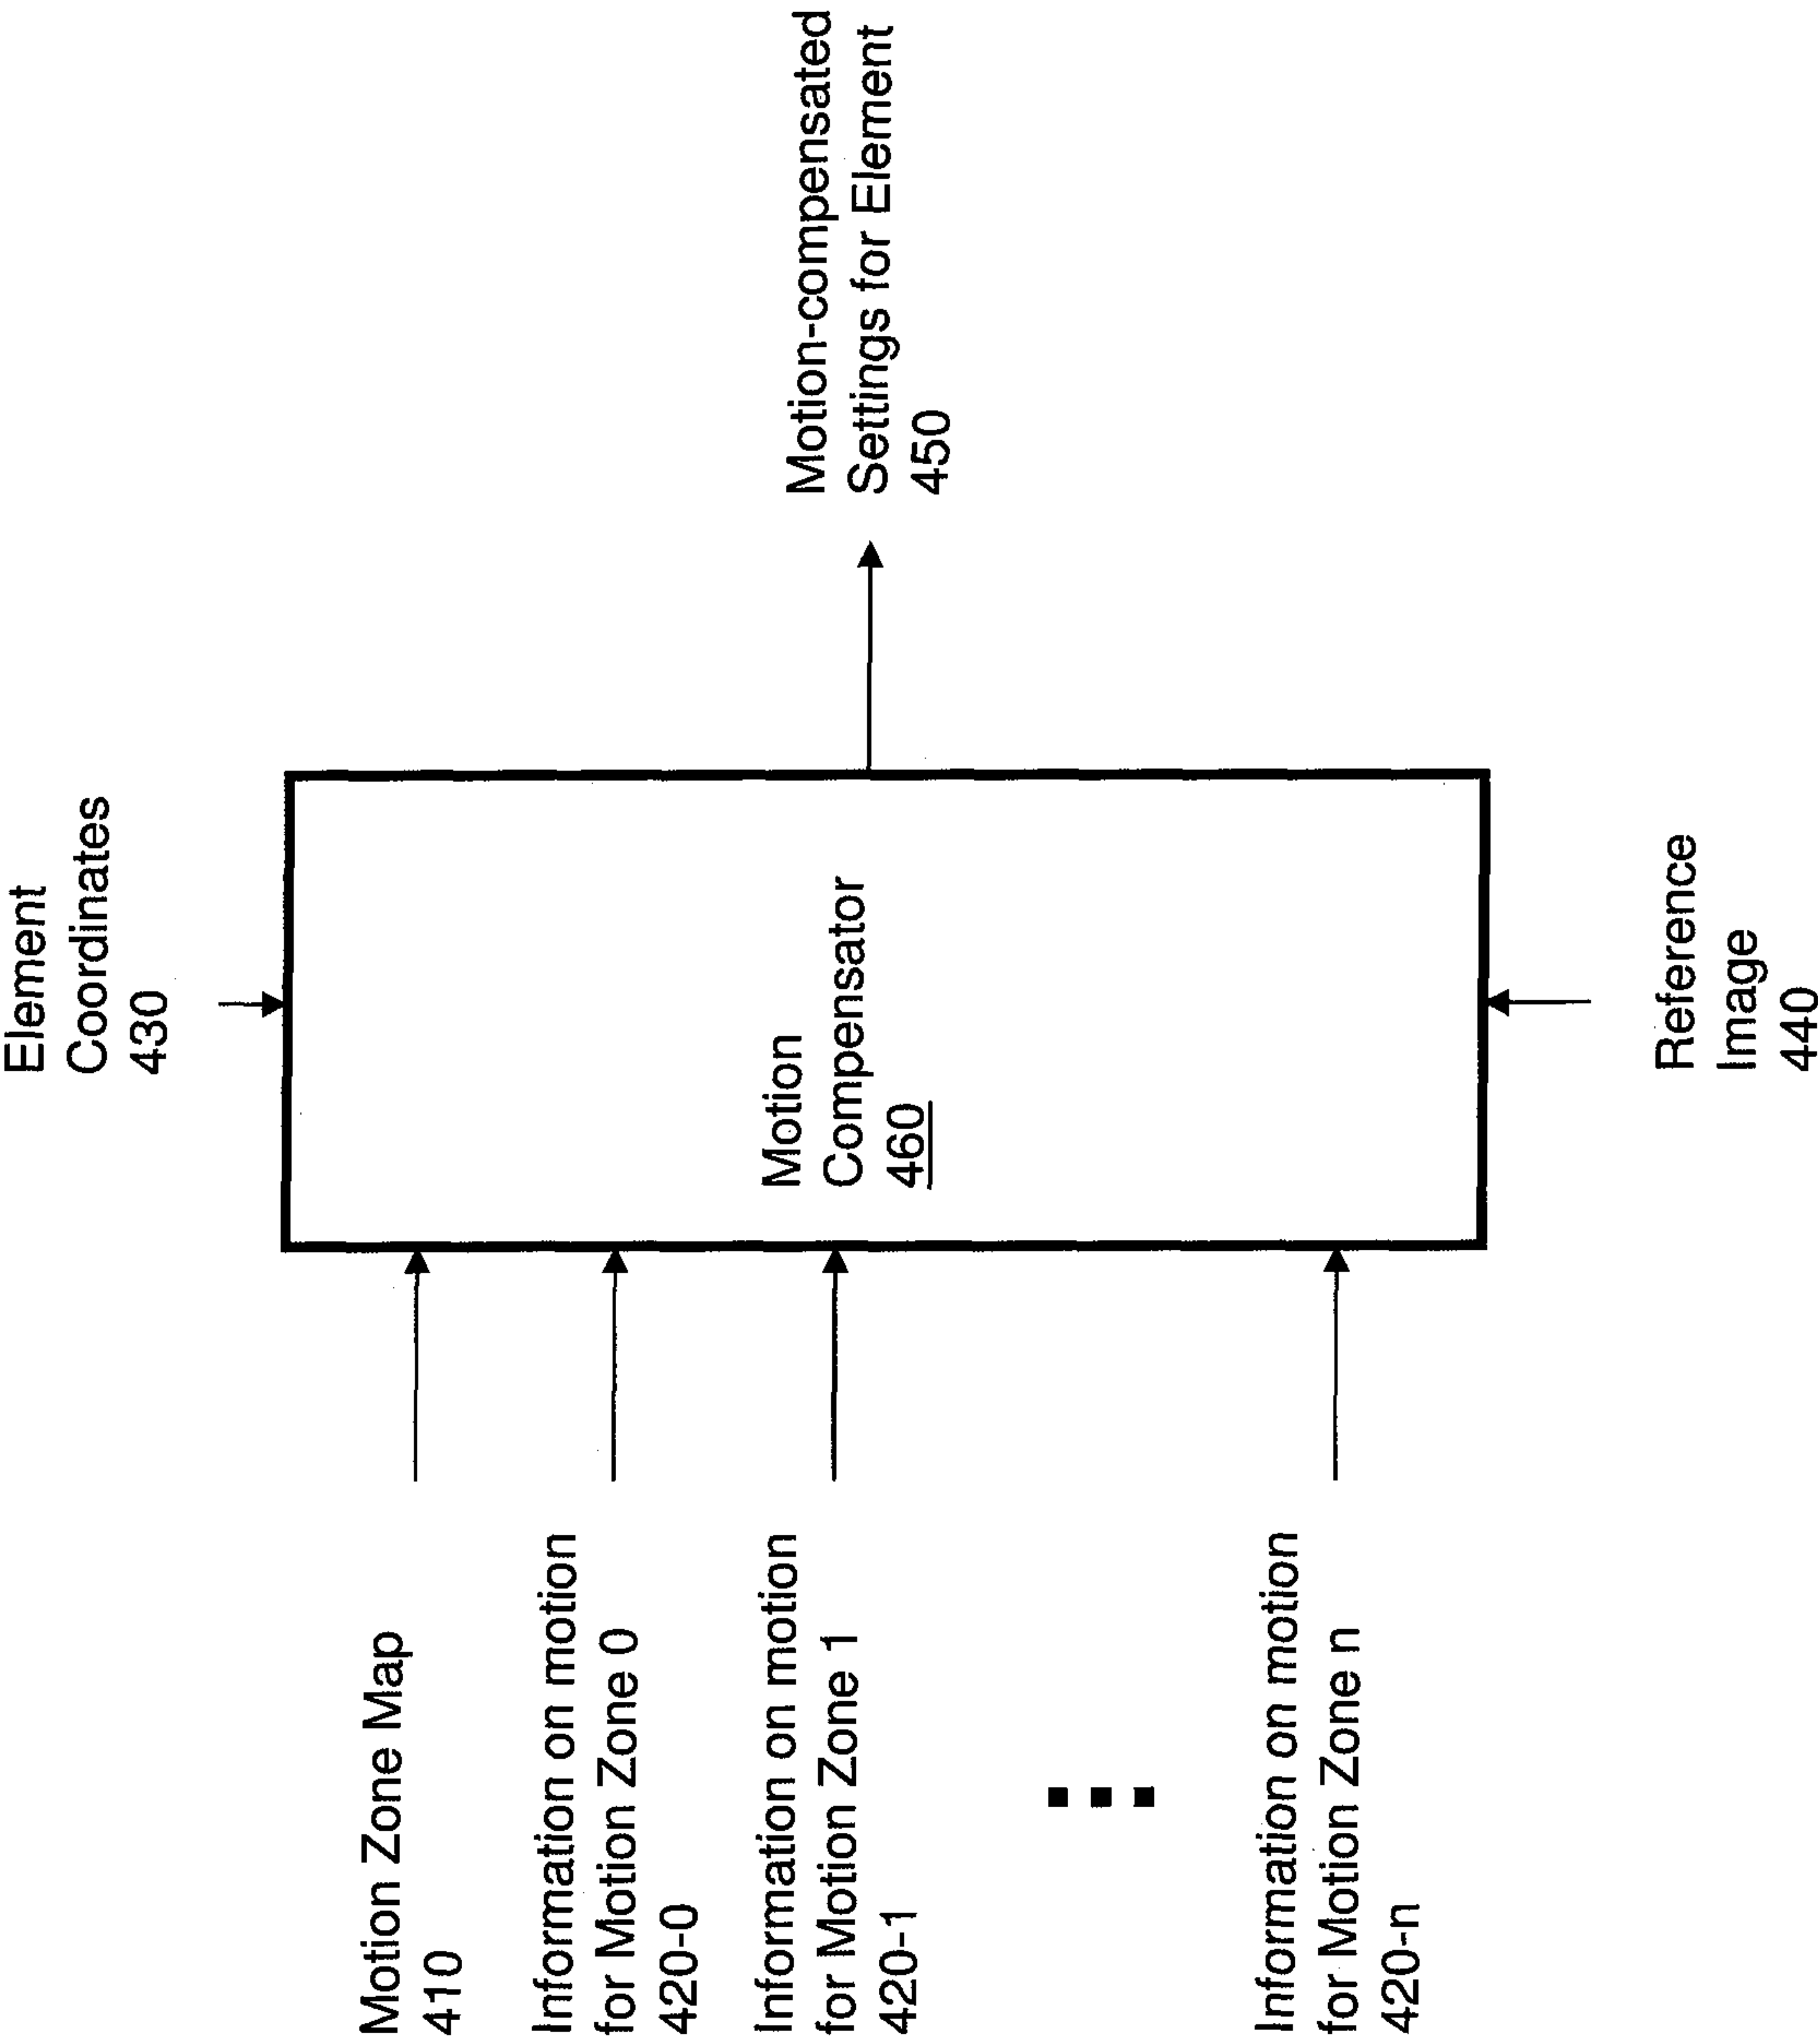 Element
Coordinates
430
Motion Zone Map
410
Information on motion
for Motion Zone 0
420-0
Information on motion
for Motion Zone 1
420-1
Information on motion
for Motion Zone n
420-n
Motion
Compensator
460
Motion-compensated
Settings for Element
450
Reference
Image
440